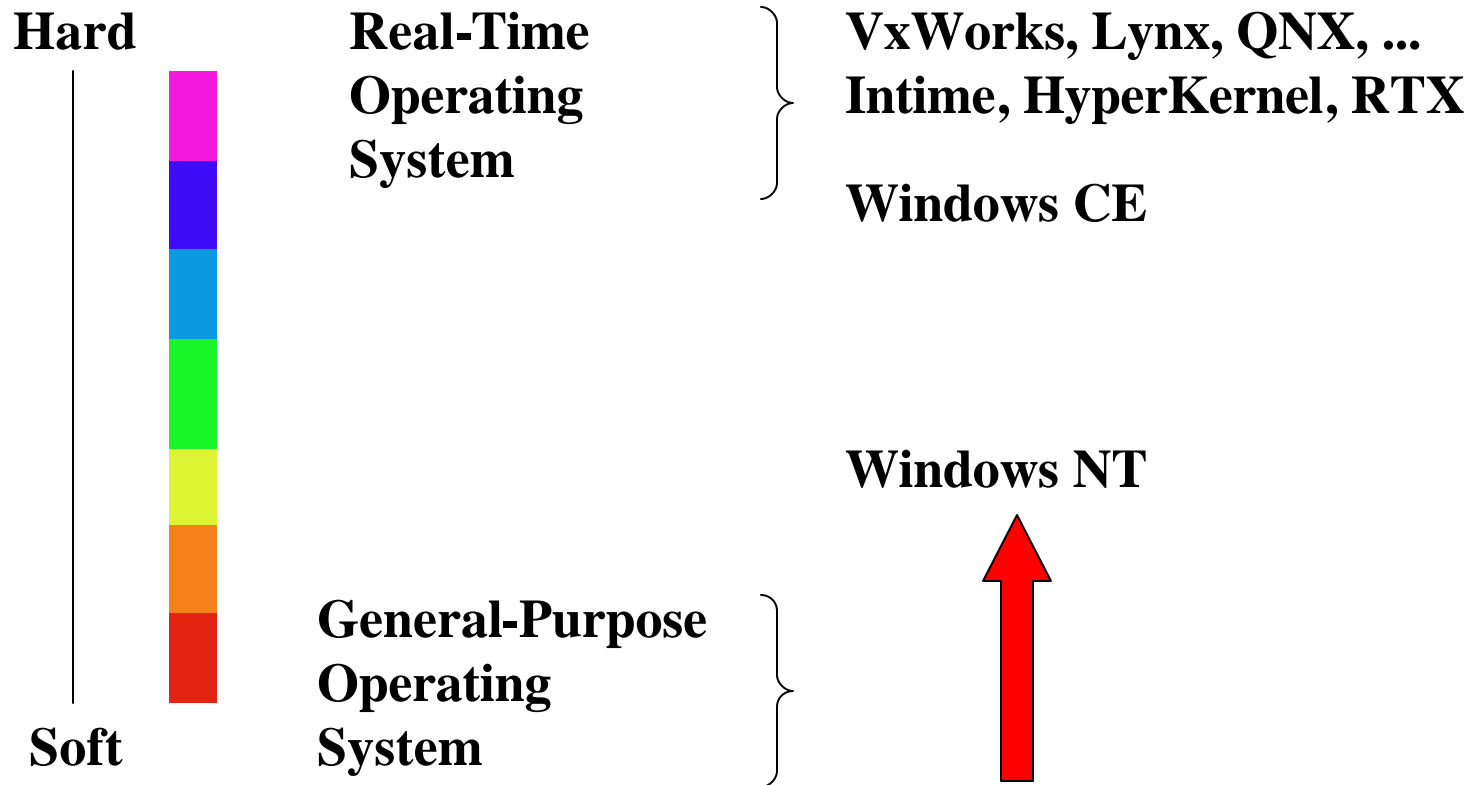 Hard
Real-Time
Operating
System
VxWorks, Lynx, QNX, ...
Intime, HyperKernel, RTX
Windows CE
Windows NT
General-Purpose
Operating
System
Soft